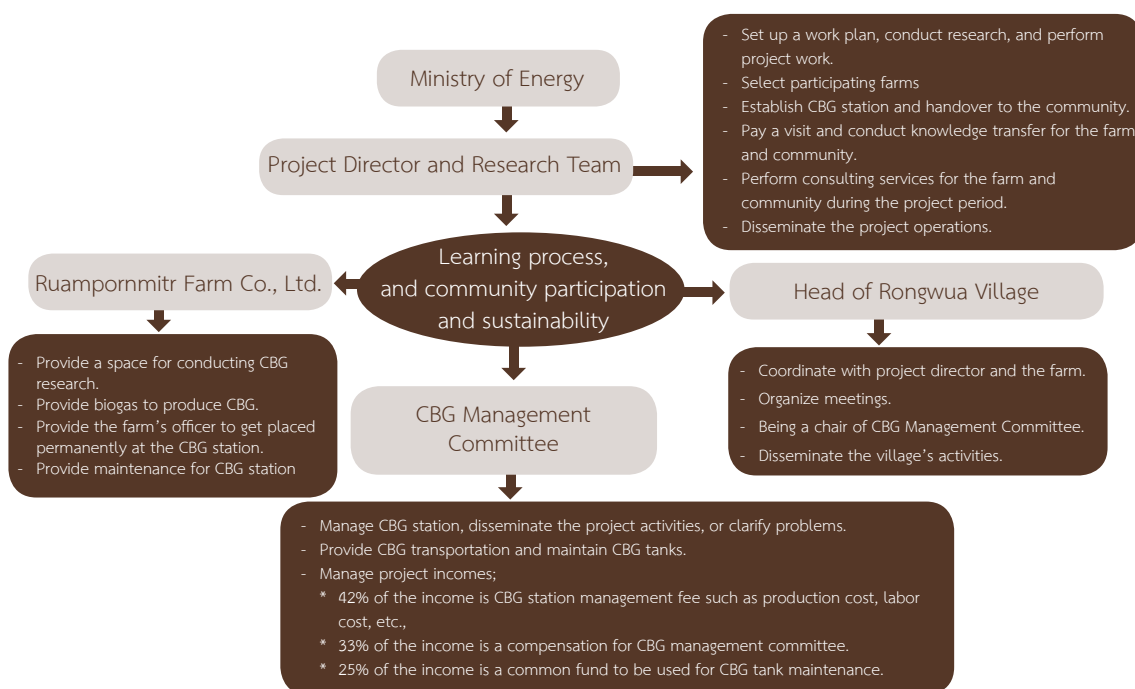 Ministry of Energy
Project Director and Research Team
- Set up a work plan, conduct research, and perform
project work.
- Select participating farms
- Establish CBG station and handover to the community.
- Pay a visit and conduct knowledge transfer for the farm
and community.
- Perform consulting services for the farm and
community during the project period.
- Disseminate the project operations.
Learning process,
and community participation
and sustainability
Ruampornmitr Farm Co., Ltd.
- Provide a space for conducting CBG
research.
- Provide biogas to produce CBG.
- Provide the farm's officer to get placed
permanently at the CBG station.
- Provide maintenance for CBG station
Head of Rongwua Village
- Coordinate with project director and the farm.
- Organize meetings.
- Being a chair of CBG Management Committee.
- Disseminate the village's activities.
CBG Management
Committee
- Manage CBG station, disseminate the project activities, or clarify problems.
- Provide CBG transportation and maintain CBG tanks.
- Manage project incomes;
* 42% of the income is CBG station management fee such as production cost, labor
cost, etc.,
* 33% of the income is a compensation for CBG management committee.
* 25% of the income is a common fund to be used for CBG tank maintenance.